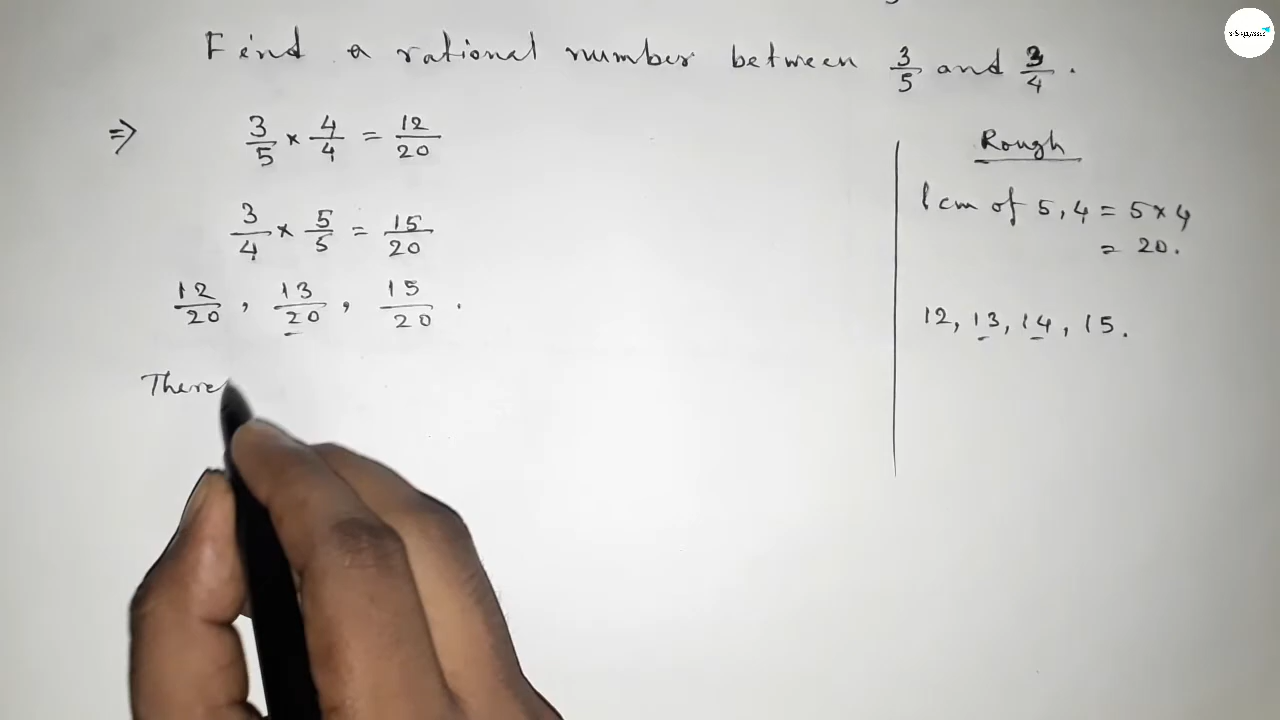 Find a rational number between 3/5 and 3/4 .
⇒ 3/5 × 4/4 = 12/20
3/4 × 5/5 = 15/20
12/20 , 13/20 , 15/20 .
There
Rough
lcm of 5,4 = 5×4
= 20.
12, 13, 14, 15.